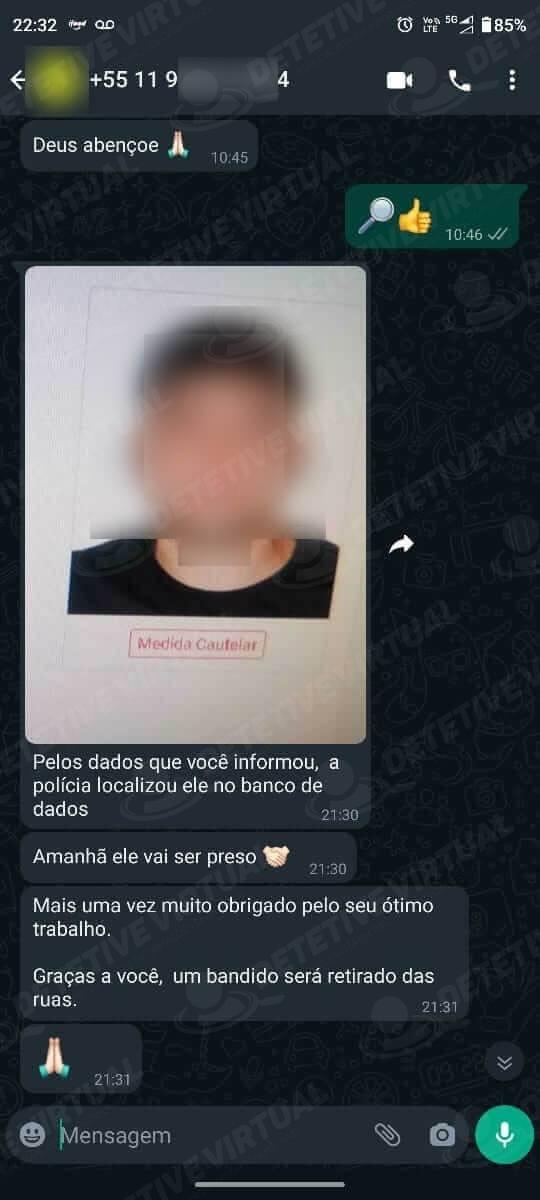 22:32
Vo))
5G
LTE
85%
+55 11 9
4
Deus abençoe
10:45
10:46
Medida Cautelar
Pelos dados que você informou, a
polícia localizou ele no banco de
dados
21:30
Amanhã ele vai ser preso
21:30
Mais uma vez muito obrigado pelo seu ótimo
trabalho.
Graças a você, um bandido será retirado das
ruas.
21:31
21:31
Mensagem
DETETIVE VIRTUAL